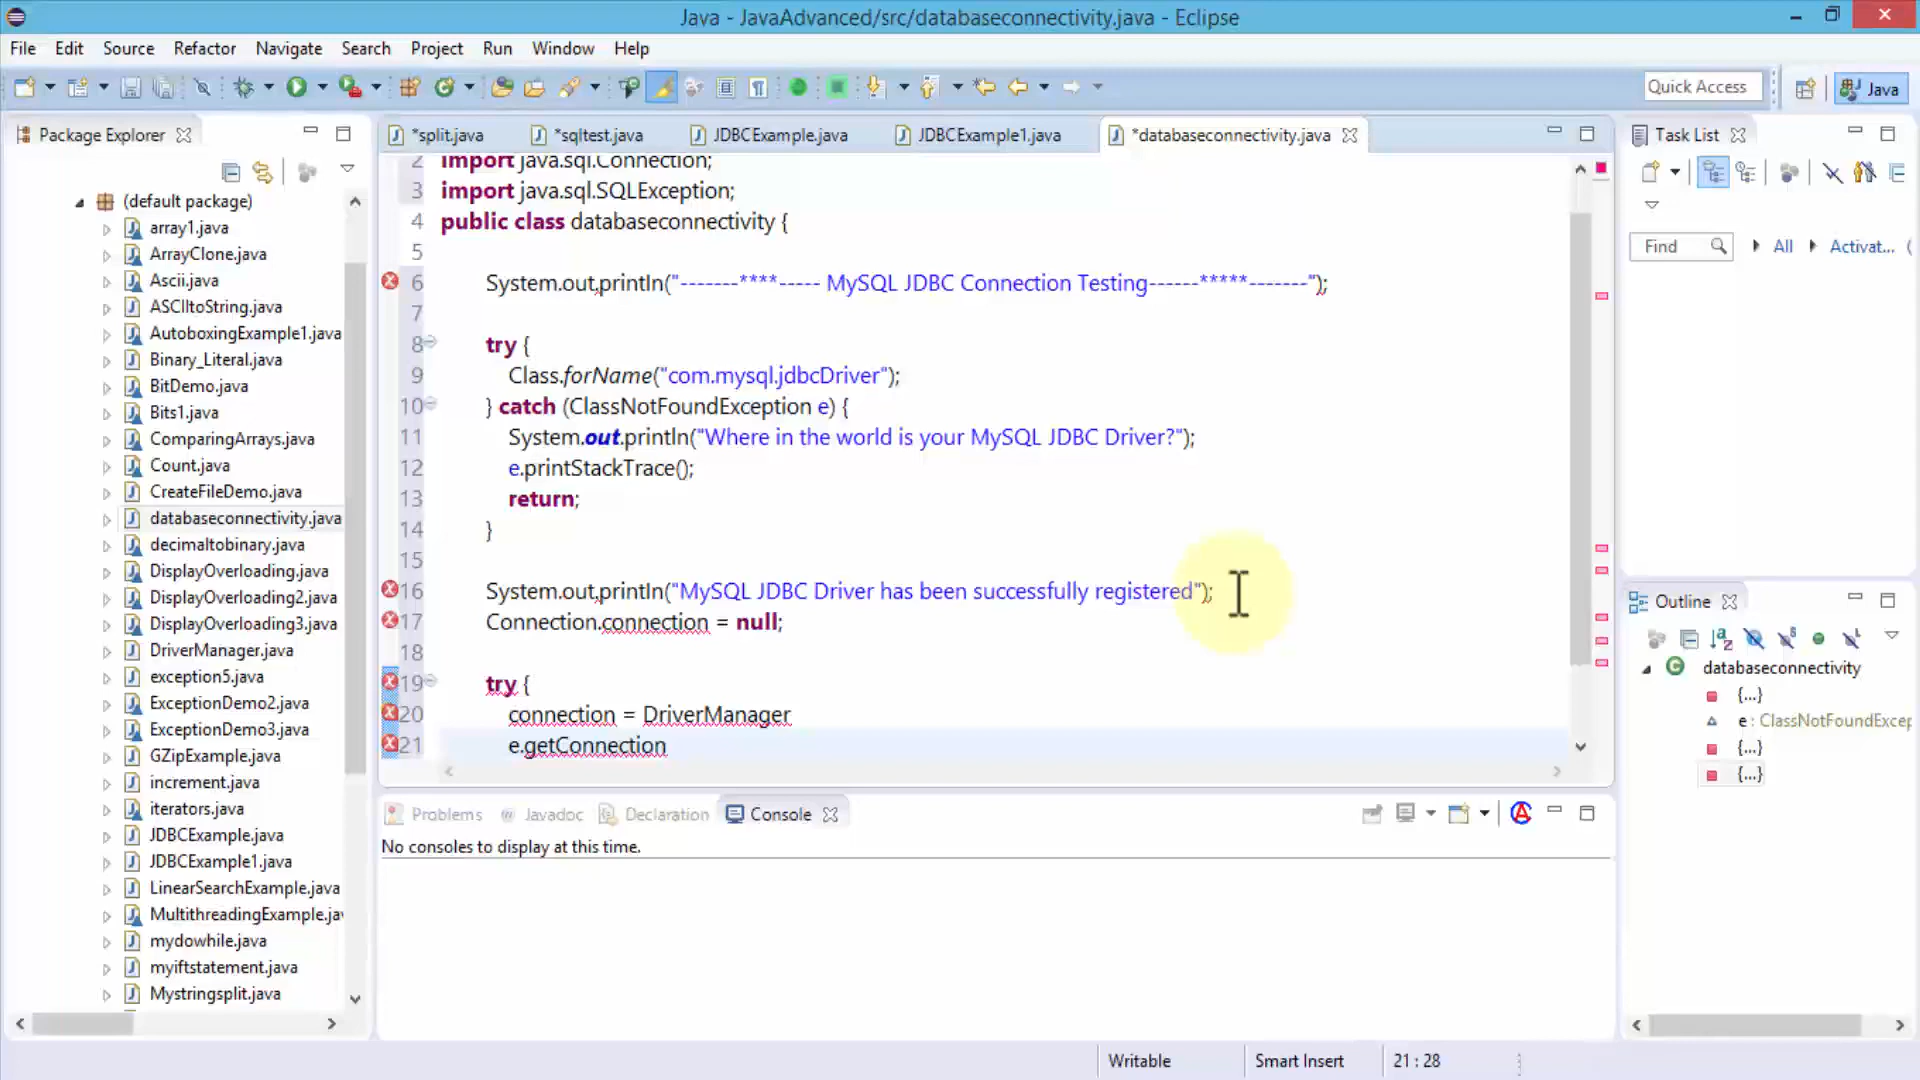 Java - JavaAdvanced/src/databaseconnectivity.java - Eclipse
File Edit Source Refactor Navigate Search Project Run Window Help
Quick Access
Java
Package Explorer
*split.java
*sqltest.java
JDBCExample.java
JDBCExample1.java
*databaseconnectivity.java
Task List
(default package)
array1.java
ArrayClone.java
Ascii.java
ASCIItoString.java
AutoboxingExample1.java
Binary_Literal.java
BitDemo.java
Bits1.java
ComparingArrays.java
Count.java
CreateFileDemo.java
databaseconnectivity.java
decimaltobinary.java
DisplayOverloading.java
DisplayOverloading2.java
DisplayOverloading3.java
DriverManager.java
exception5.java
ExceptionDemo2.java
ExceptionDemo3.java
GZipExample.java
increment.java
iterators.java
JDBCExample.java
JDBCExample1.java
LinearSearchExample.java
MultithreadingExample.ja
mydowhile.java
myiftstatement.java
Mystringsplit.java
2 import java.sql.Connection;
3 import java.sql.SQLException;
4 public class databaseconnectivity {
5
6 System.out.println("-------****----- MySQL JDBC Connection Testing------*****-------");
7
8 try {
9 Class.forName("com.mysql.jdbcDriver");
10 } catch (ClassNotFoundException e) {
11 System.out.println("Where in the world is your MySQL JDBC Driver?");
12 e.printStackTrace();
13 return;
14 }
15
16 System.out.println("MySQL JDBC Driver has been successfully registered");
17 Connection.connection = null;
18
19 try {
20 connection = DriverManager
21 e.getConnection
Find All Activat...
Outline
databaseconnectivity
{...}
e : ClassNotFoundExcep
{...}
{...}
Problems Javadoc Declaration Console
No consoles to display at this time.
Writable Smart Insert 21 : 28